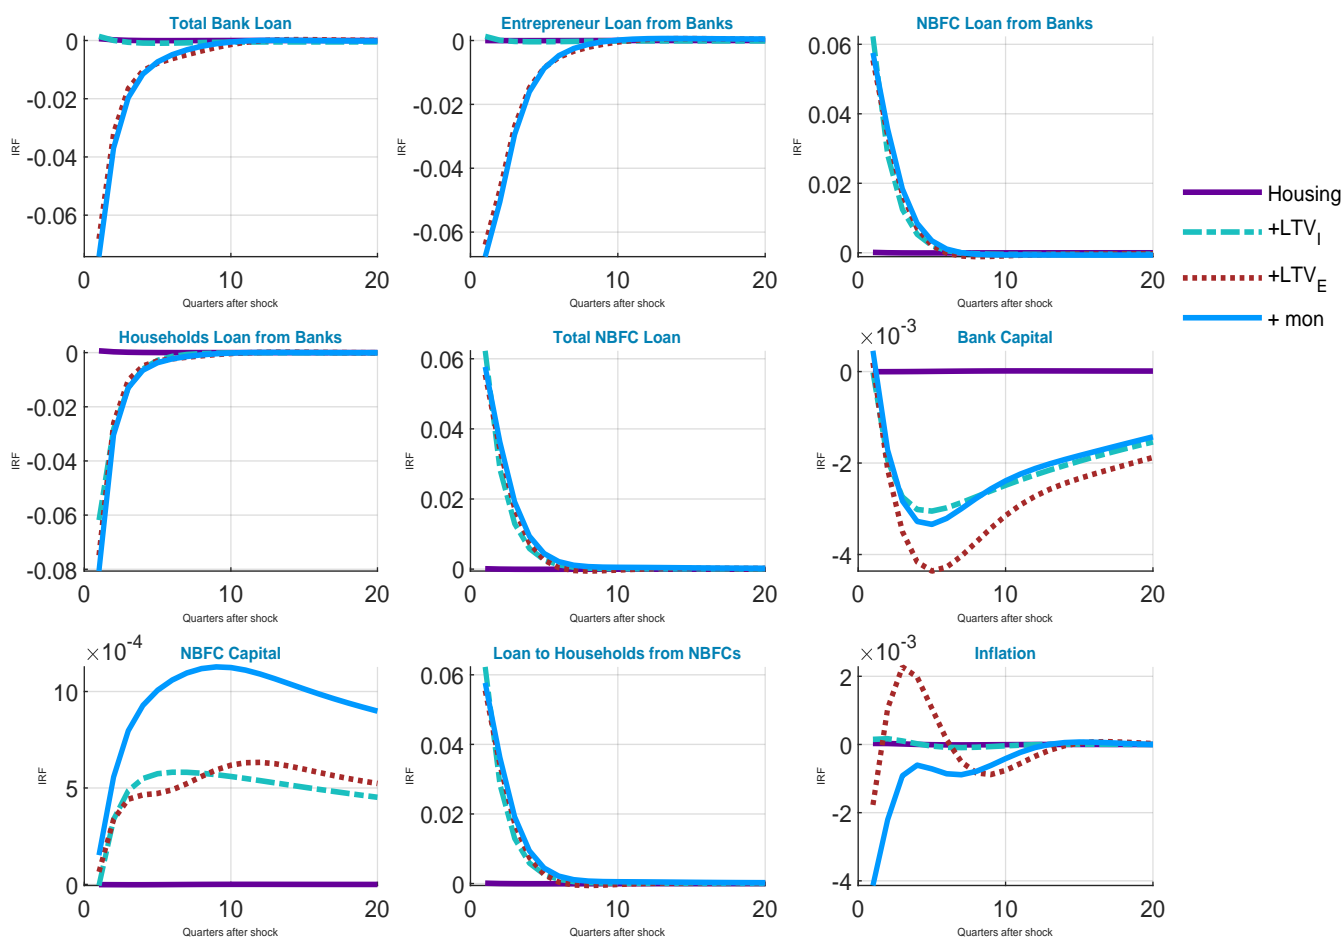 Total Bank Loan
0
-0.02
-0.04
-0.06
IRF
0 10 20
Quarters after shock
Entrepreneur Loan from Banks
0
-0.02
-0.04
-0.06
IRF
0 10 20
Quarters after shock
NBFC Loan from Banks
0.06
0.04
0.02
0
IRF
0 10 20
Quarters after shock
Housing
+LTV_I
+LTV_E
+ mon
Households Loan from Banks
0
-0.02
-0.04
-0.06
-0.08
IRF
0 10 20
Quarters after shock
Total NBFC Loan
0.06
0.04
0.02
0
IRF
0 10 20
Quarters after shock
×10^-3
Bank Capital
0
-2
-4
IRF
0 10 20
Quarters after shock
×10^-4
NBFC Capital
10
5
0
IRF
0 10 20
Quarters after shock
Loan to Households from NBFCs
0.06
0.04
0.02
0
IRF
0 10 20
Quarters after shock
×10^-3
Inflation
2
0
-2
-4
IRF
0 10 20
Quarters after shock